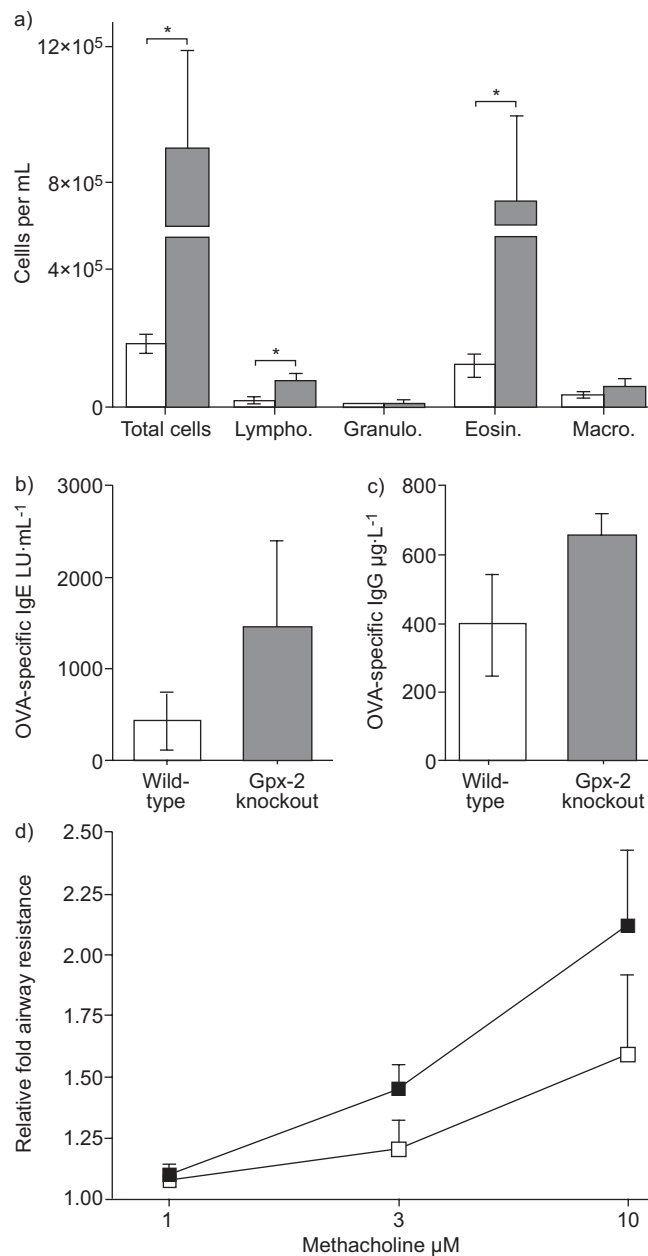 a)
12×10⁵
8×10⁵
4×10⁵
0
Cellls per mL
*
*
*
Total cells Lympho. Granulo. Eosin. Macro.
b)
3000
2000
1000
0
OVA-specific IgE LU·mL⁻¹
Wild-
type
Gpx-2
knockout
c)
800
600
400
200
0
OVA-specific IgG µg·L⁻¹
Wild-
type
Gpx-2
knockout
d)
2.50
2.25
2.00
1.75
1.50
1.25
1.00
Relative fold airway resistance
1 3 10
Methacholine µM